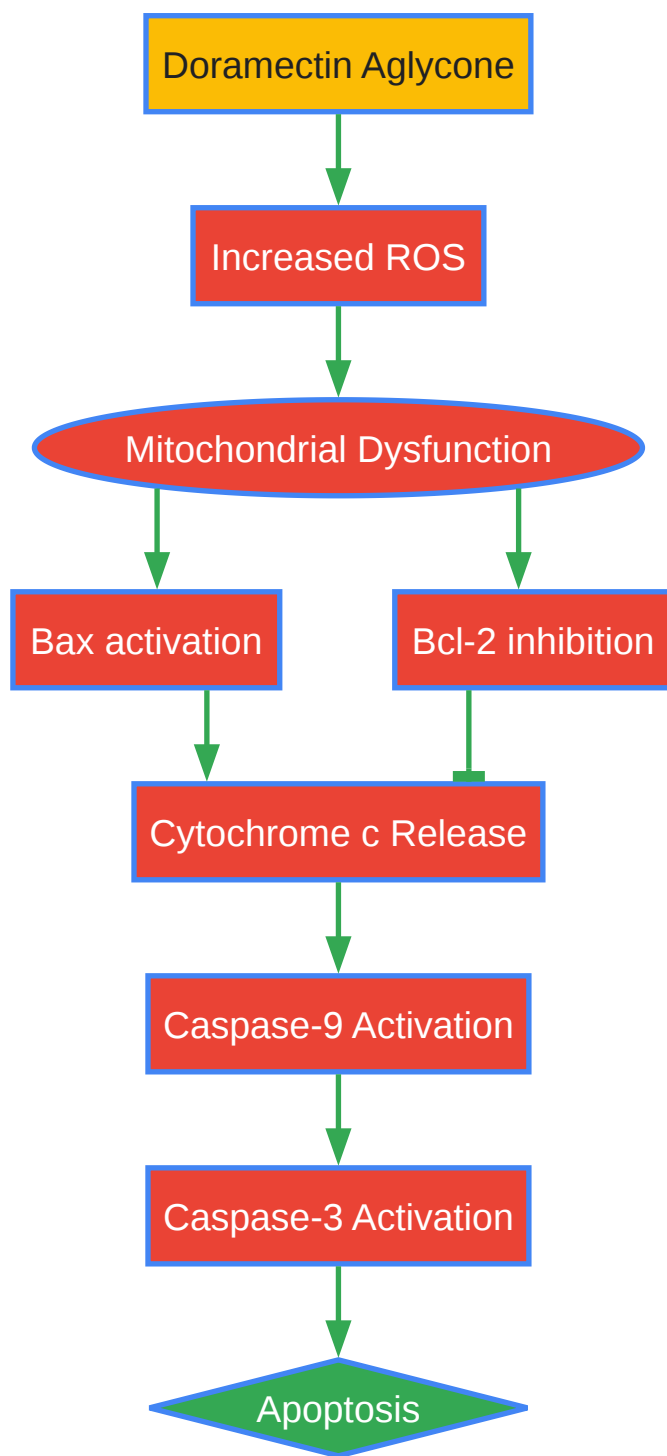 Doramectin Aglycone
Increased ROS
Mitochondrial Dysfunction
Bax activation
Bcl-2 inhibition
Cytochrome c Release
Caspase-9 Activation
Caspase-3 Activation
Apoptosis